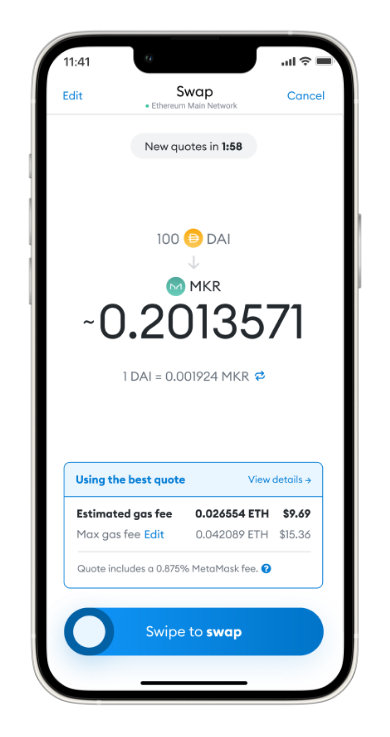 11:41
Edit
Swap
Cancel
Ethereum Main Network
New quotes in 1:58
100 DAI
MKR
~0.2013571
1 DAI = 0.001924 MKR
Using the best quote
View details →
Estimated gas fee 0.026554 ETH $9.69
Max gas fee Edit 0.042089 ETH $15.36
Quote includes a 0.875% MetaMask fee. ?
Swipe to swap